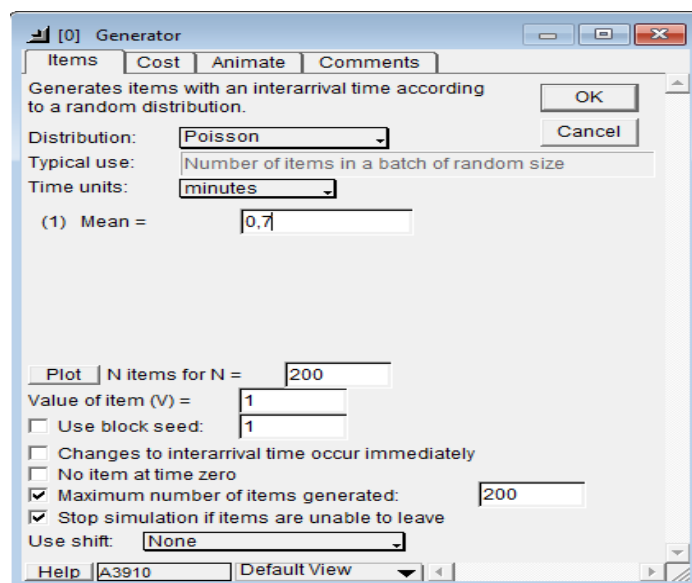 [0] Generator
Items Cost Animate Comments
Generates items with an interarrival time according
to a random distribution.
OK
Cancel
Distribution: Poisson
Typical use: Number of items in a batch of random size
Time units: minutes
(1) Mean = 0,7
Plot N items for N = 200
Value of item (V) = 1
Use block seed: 1
Changes to interarrival time occur immediately
No item at time zero
Maximum number of items generated: 200
Stop simulation if items are unable to leave
Use shift: None
Help A3910 Default View